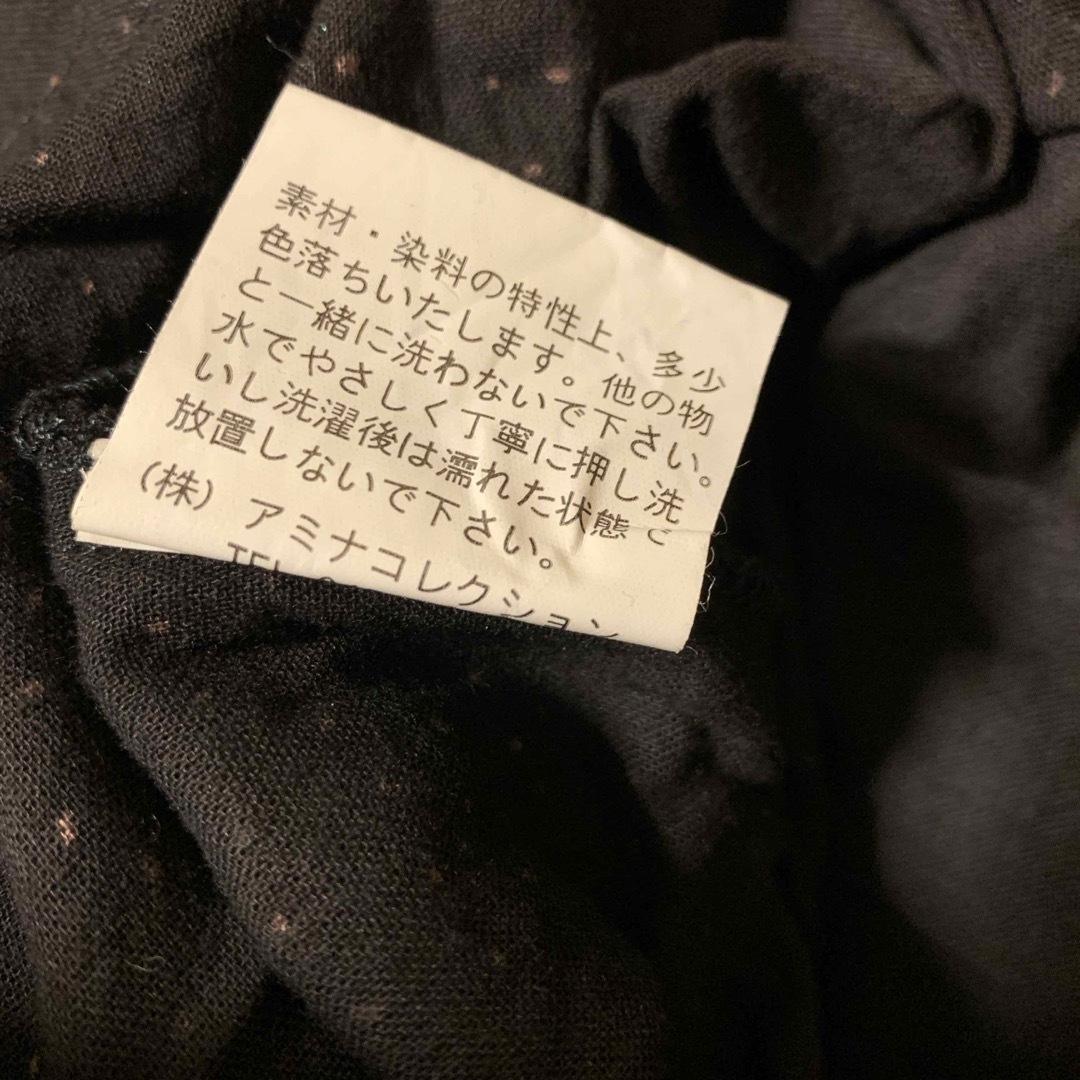 素材・染料の特性上、多少
色落ちいたします。他の物
と一緒に洗わないで下さい。
水でやさしく丁寧に押し洗
いし洗濯後は濡れた状態で
放置しないで下さい。
(株)アミナコレクション
TEL